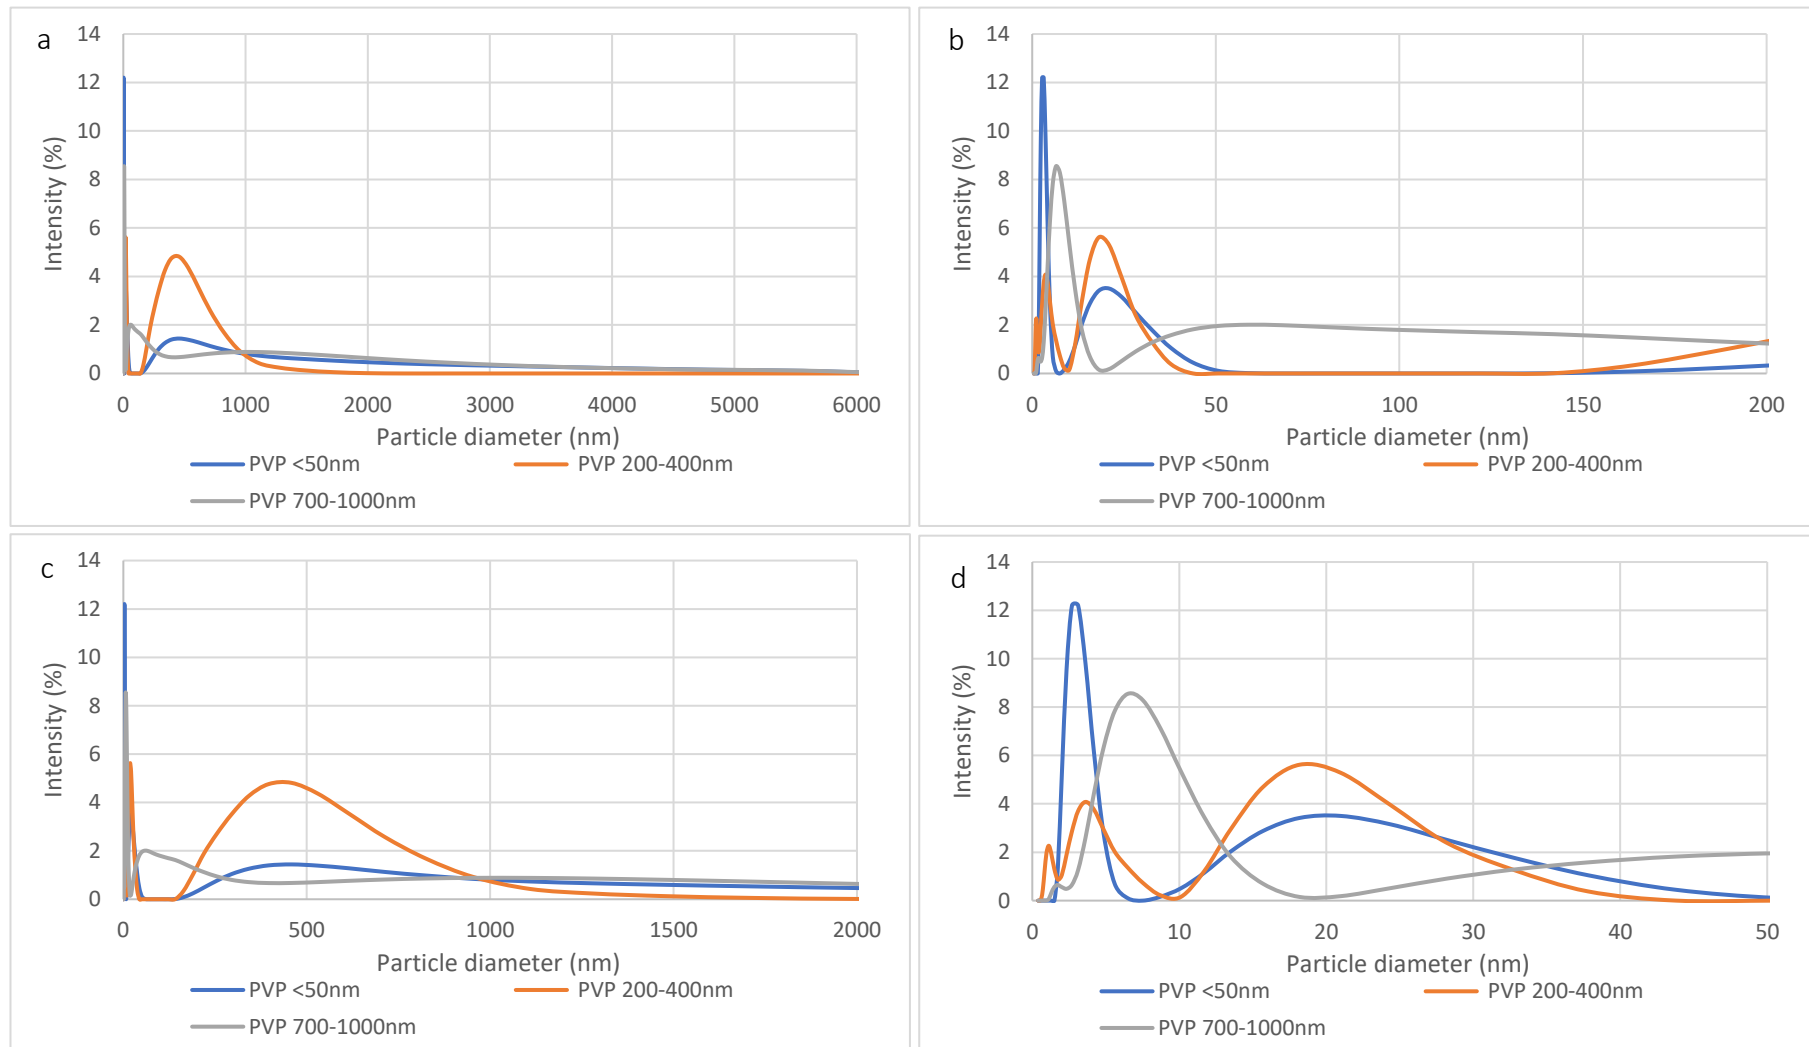 a
14
12
10
8
6
4
2
0
Intensity (%)
0 1000 2000 3000 4000 5000 6000
Particle diameter (nm)
PVP <50nm PVP 200-400nm
PVP 700-1000nm
b
14
12
10
8
6
4
2
0
Intensity (%)
0 50 100 150 200
Particle diameter (nm)
PVP <50nm PVP 200-400nm
PVP 700-1000nm
c
14
12
10
8
6
4
2
0
Intensity (%)
0 500 1000 1500 2000
Particle diameter (nm)
PVP <50nm PVP 200-400nm
PVP 700-1000nm
d
14
12
10
8
6
4
2
0
Intensity (%)
0 10 20 30 40 50
Particle diameter (nm)
PVP <50nm PVP 200-400nm
PVP 700-1000nm